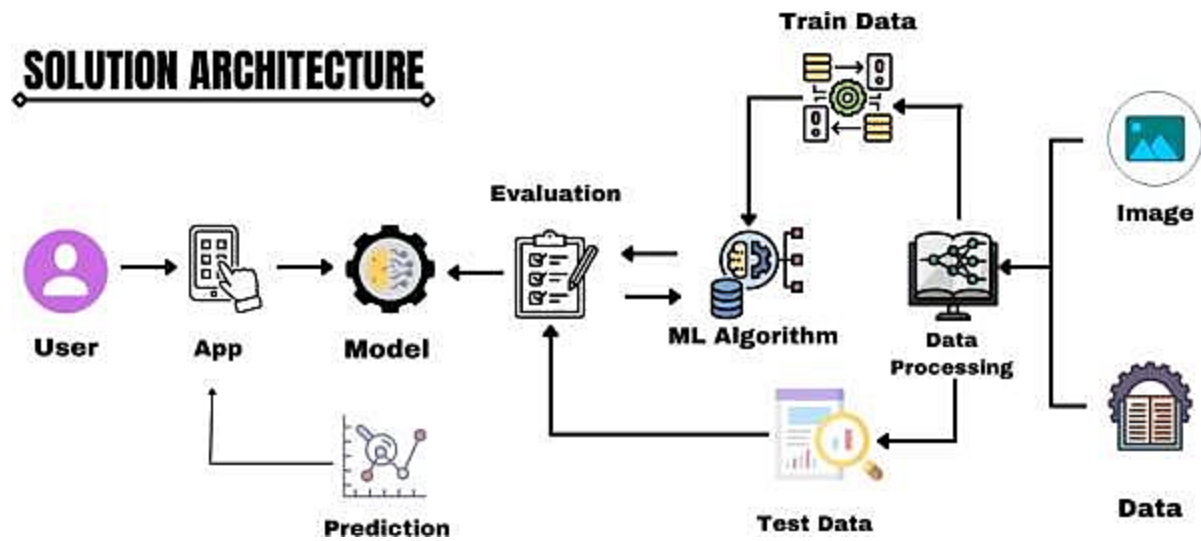 Train Data
SOLUTION ARCHITECTURE
Evaluation
Image
User
App
Model
ML Algorithm
Data
Processing
Prediction
Test Data
Data